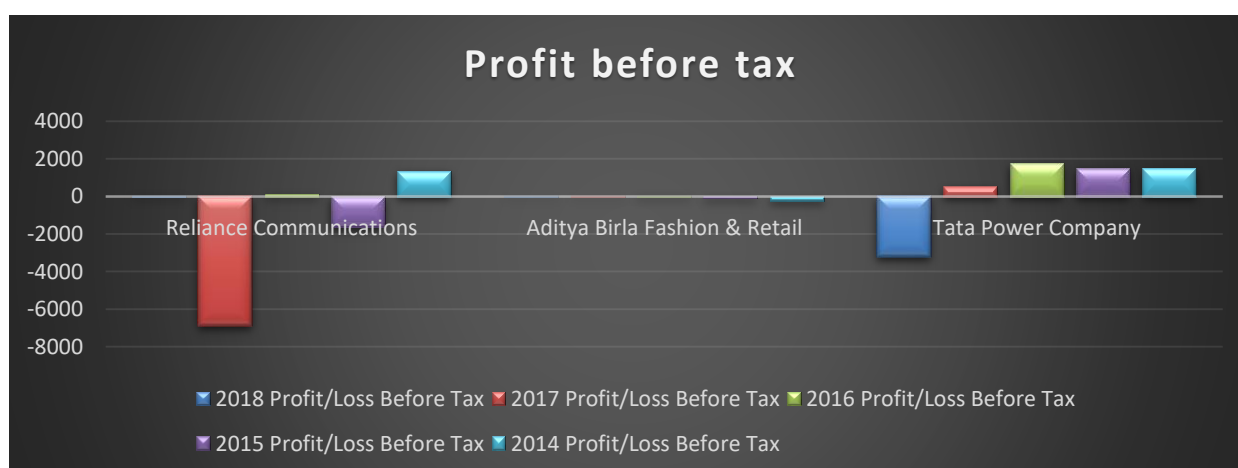 Profit before tax
4000
2000
0
-2000
-4000
-6000
-8000
Reliance Communications
Aditya Birla Fashion & Retail
Tata Power Company
2018 Profit/Loss Before Tax 2017 Profit/Loss Before Tax 2016 Profit/Loss Before Tax
2015 Profit/Loss Before Tax 2014 Profit/Loss Before Tax